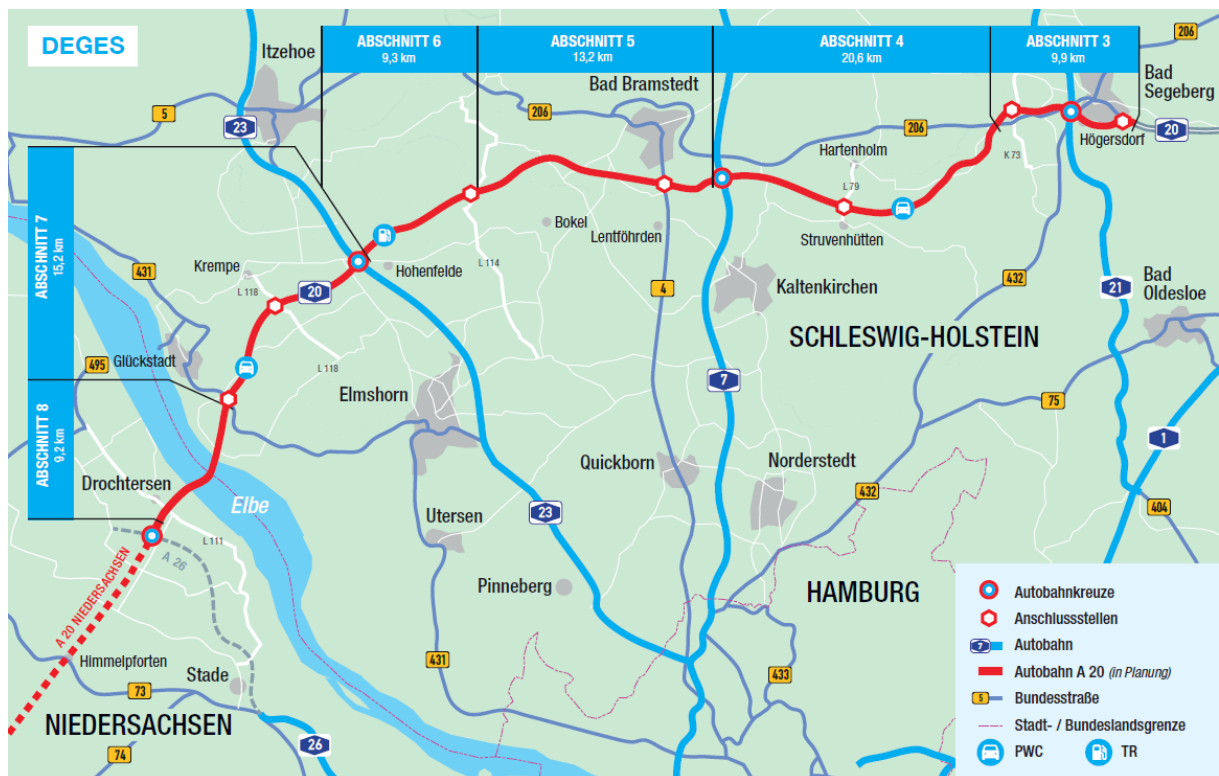 DEGES
ABSCHNITT 6
9,3 km
ABSCHNITT 5
13,2 km
ABSCHNITT 4
20,6 km
ABSCHNITT 3
9,9 km
206
Itzehoe
Bad Bramstedt
Bad
Segeberg
5
23
206
206
20
Högersdorf
Hartenholm
K 73
L 79
ABSCHNITT 7
15,2 km
Bokel
Lentföhrden
Struvenhütten
431
Krempe
Hohenfelde
L 114
L 118
20
4
Kaltenkirchen
432
21
Bad
Oldesloe
SCHLESWIG-HOLSTEIN
495
Glückstadt
L 118
Elmshorn
7
75
ABSCHNITT 8
9,2 km
1
Quickborn
Norderstedt
Drochtersen
Elbe
432
404
Utersen
23
L 111
A 26
A 20 NIEDERSACHSEN
Pinneberg
HAMBURG
Himmelpforten
73
Stade
431
433
NIEDERSACHSEN
26
74
Autobahnkreuze
Anschlussstellen
7
Autobahn
Autobahn A 20 (in Planung)
5
Bundesstraße
Stadt- / Bundeslandsgrenze
PWC
TR